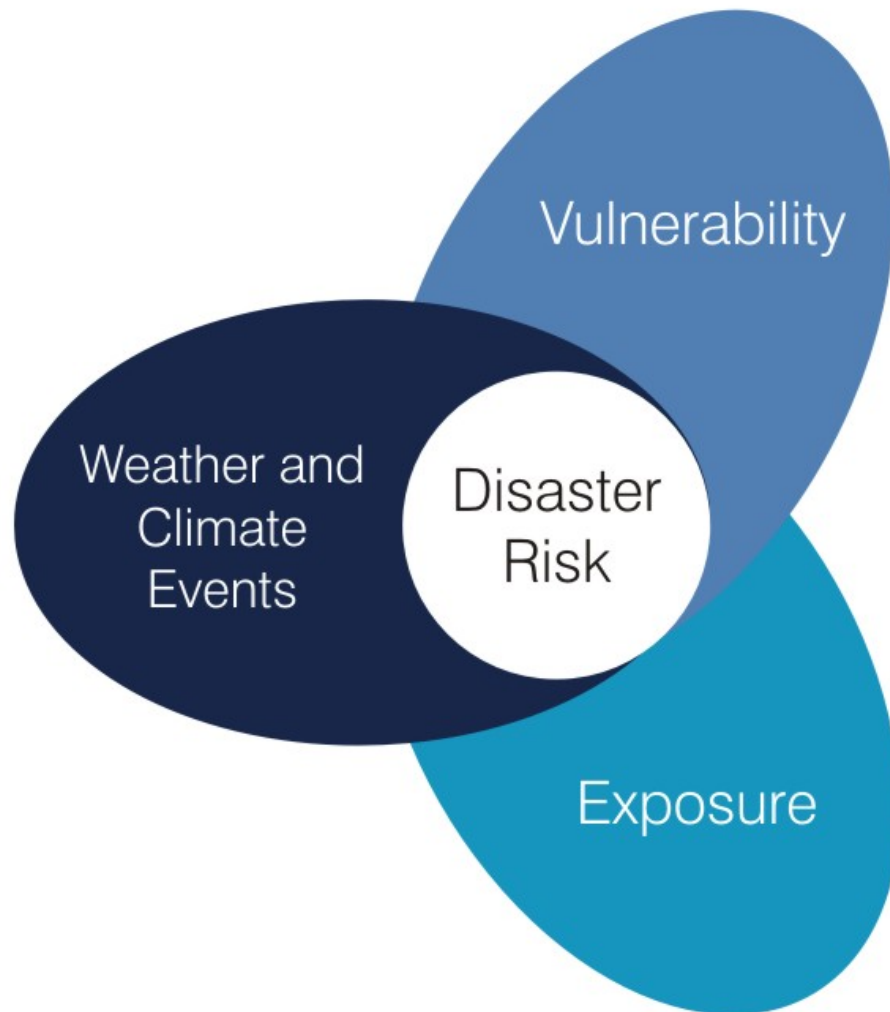 Vulnerability
Weather and
Climate
Events
Disaster
Risk
Exposure